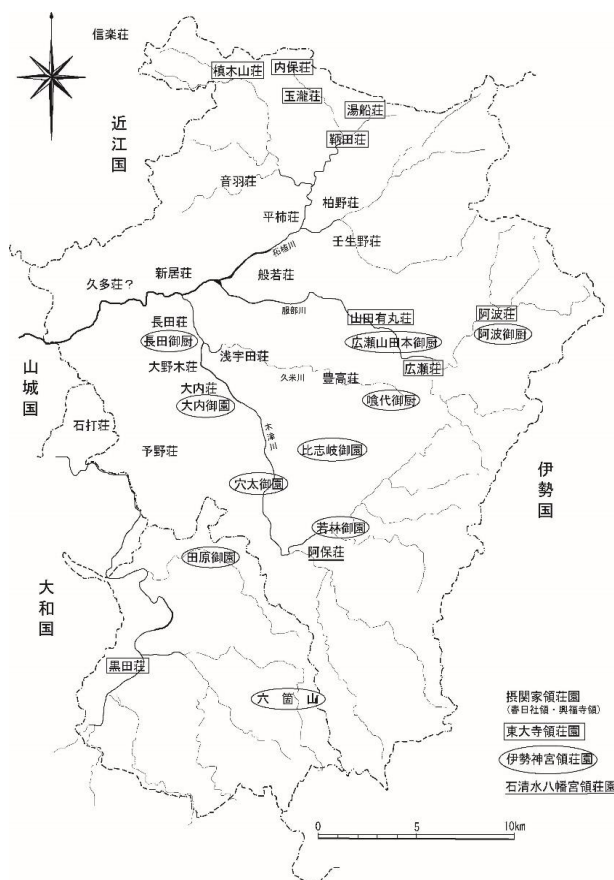 信楽荘
槙木山荘
内保荘
玉瀧荘
湯船荘
鞆田荘
近江国
音羽荘
柏野荘
平柿荘
壬生野荘
柘植川
久多荘？
新居荘
般若荘
服部川
山田有丸荘
阿波荘
阿波御厨
長田荘
長田御厨
広瀬山田本御厨
浅宇田荘
広瀬荘
大野木荘
久米川
豊高荘
山城国
大内荘
大内御園
喰代御厨
石打荘
予野荘
木津川
比志岐御園
伊勢国
穴太御園
若林御園
田原御園
阿保荘
大和国
黒田荘
六箇山
摂関家領荘園
（春日社領・興福寺領）
東大寺領荘園
伊勢神宮領荘園
石清水八幡宮領荘園
0 5 10km